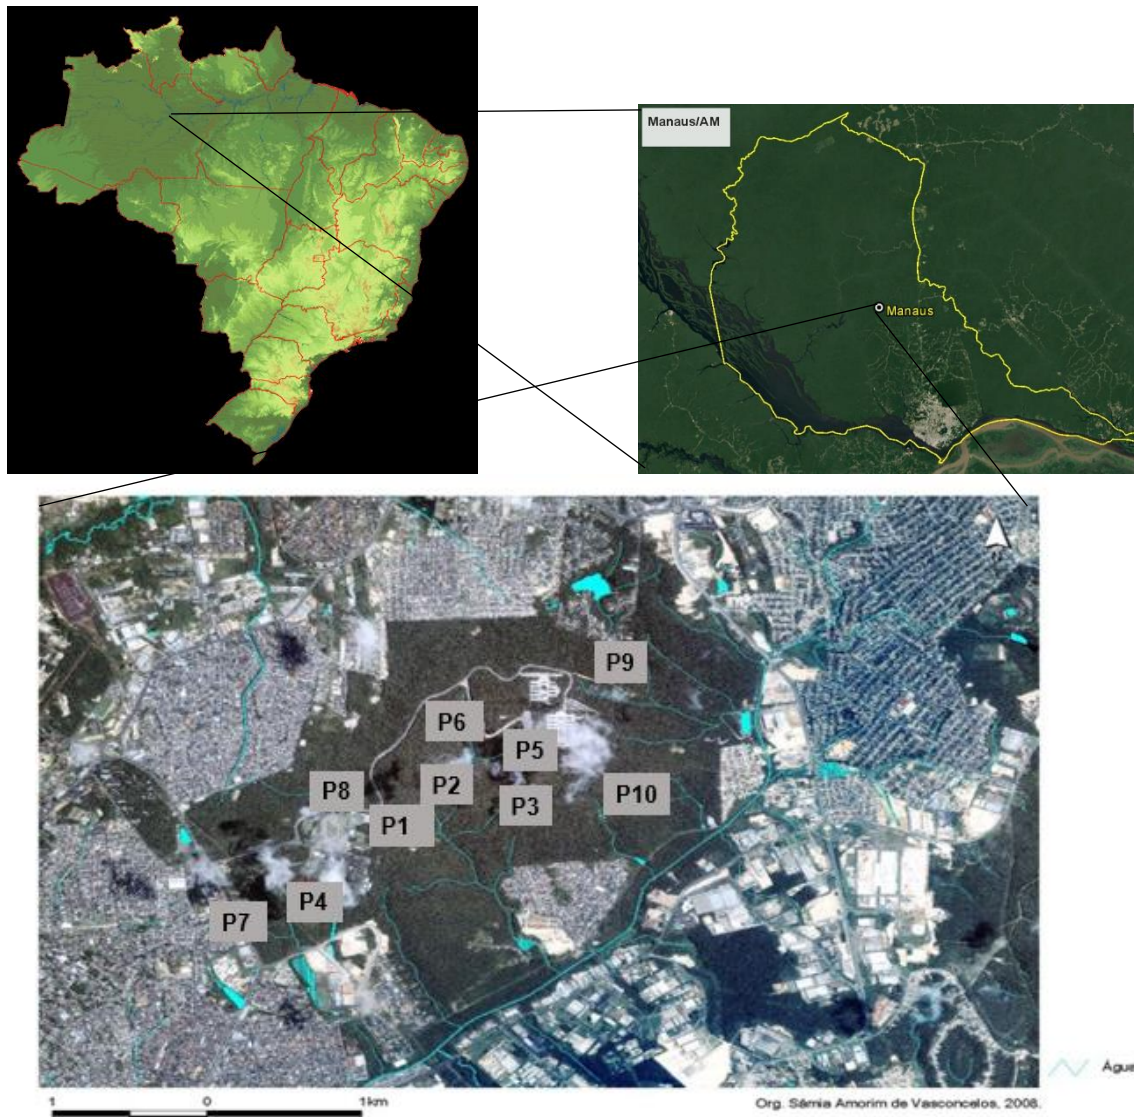 Manaus/AM
Manaus
P9
P6
P5
P8
P2
P3
P10
P1
P4
P7
Água
1 0 1km
Org. Sâmia Amorim de Vasconcelos, 2008.